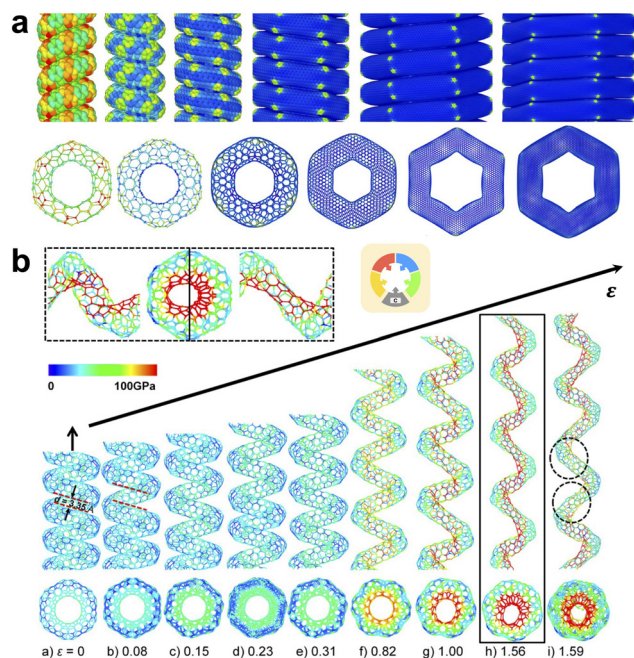 a
b
C
ε
0
100GPa
d = 3.35 Å
a) ε = 0
b) 0.08
c) 0.15
d) 0.23
e) 0.31
f) 0.82
g) 1.00
h) 1.56
i) 1.59